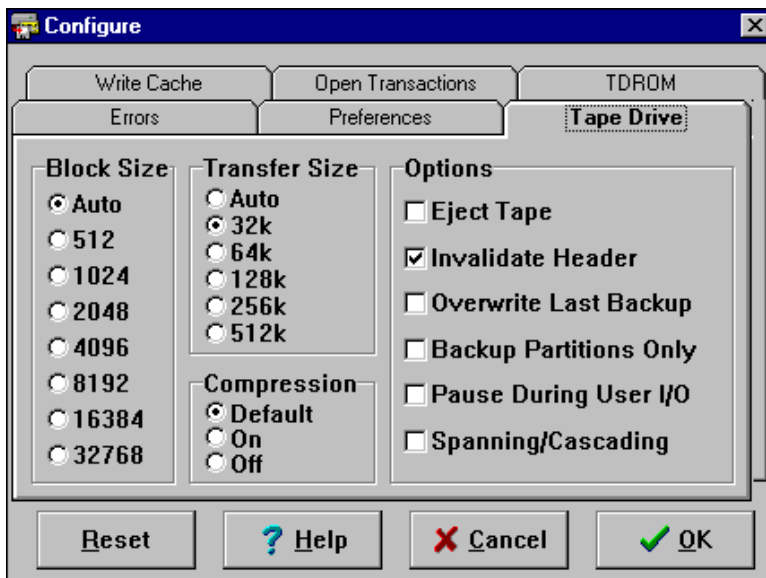 Configure
Write Cache Open Transactions TDROM
Errors Preferences Tape Drive
Block Size
Auto
512
1024
2048
4096
8192
16384
32768
Transfer Size
Auto
32k
64k
128k
256k
512k
Compression
Default
On
Off
Options
Eject Tape
Invalidate Header
Overwrite Last Backup
Backup Partitions Only
Pause During User I/O
Spanning/Cascading
Reset ? Help Cancel OK